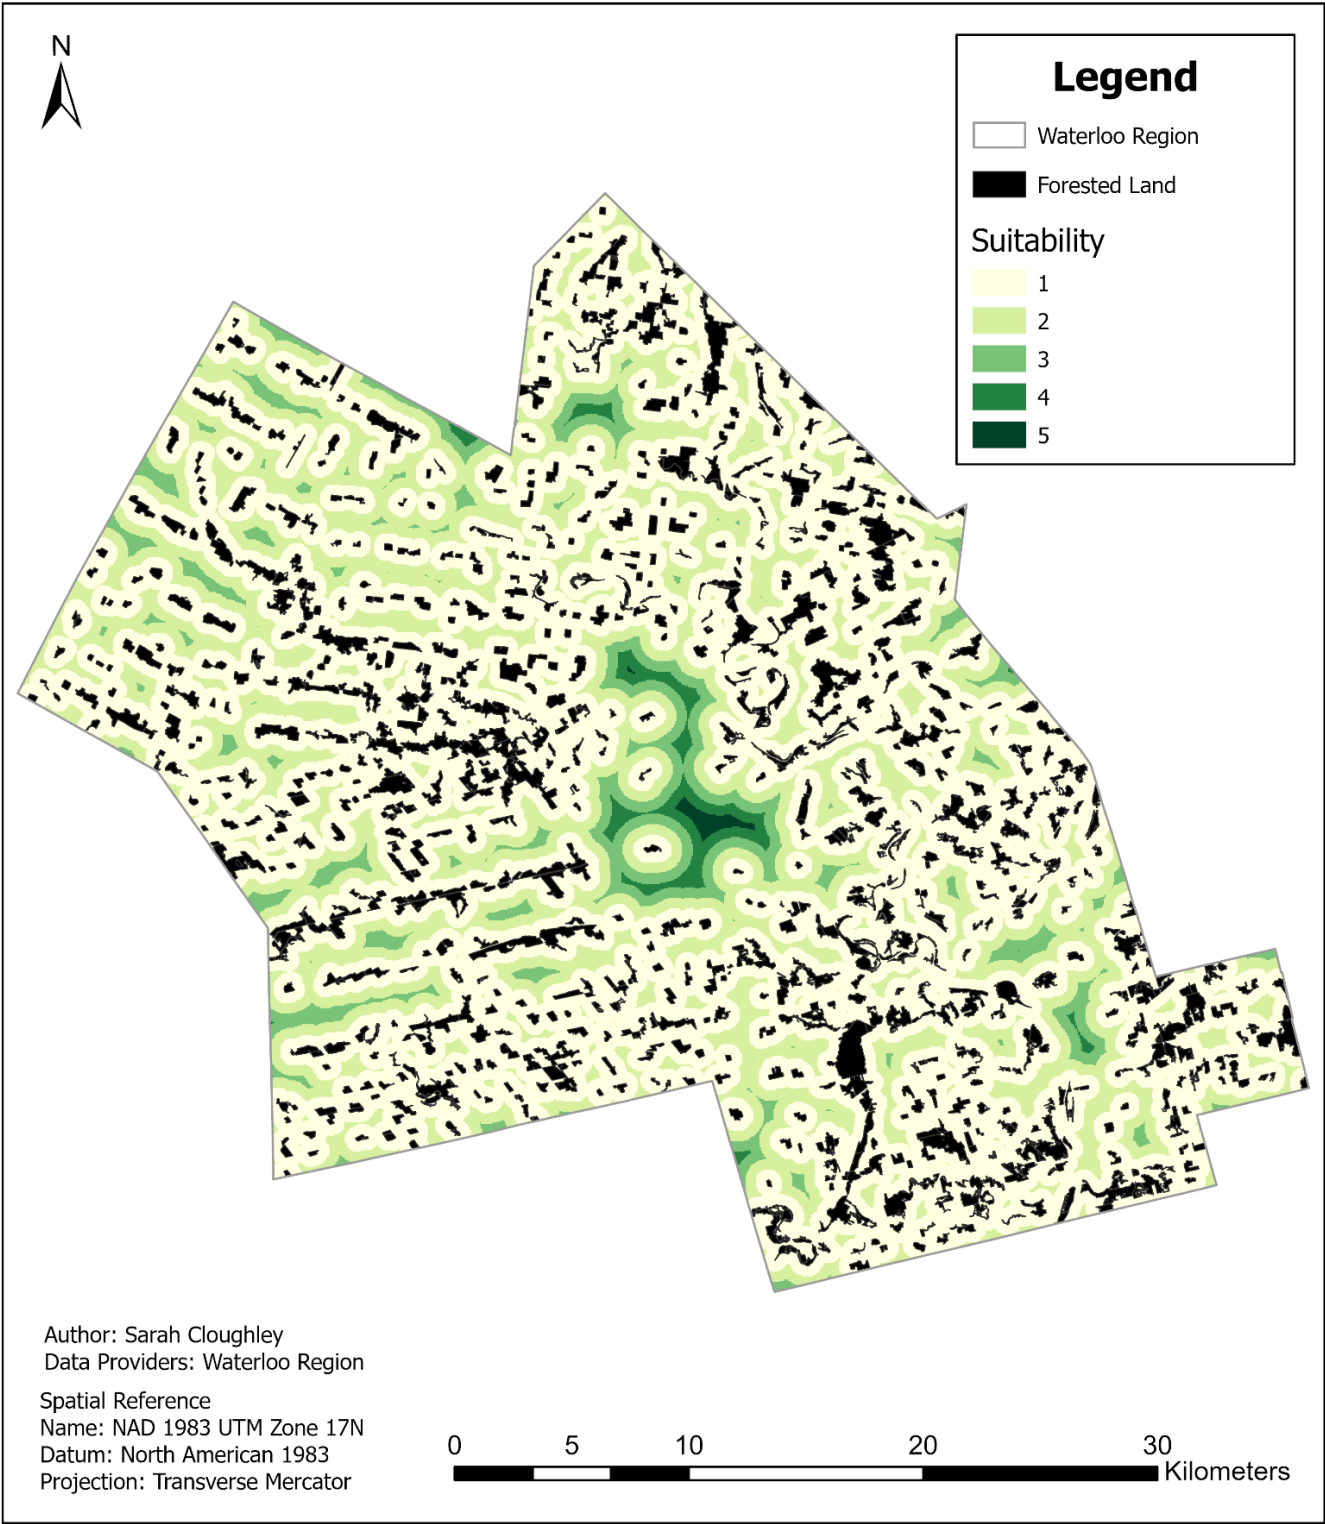 N
Legend
Waterloo Region
Forested Land
Suitability
1
2
3
4
5
Author: Sarah Cloughley
Data Providers: Waterloo Region
Spatial Reference
Name: NAD 1983 UTM Zone 17N
Datum: North American 1983
Projection: Transverse Mercator
0 5 10 20 30
Kilometers